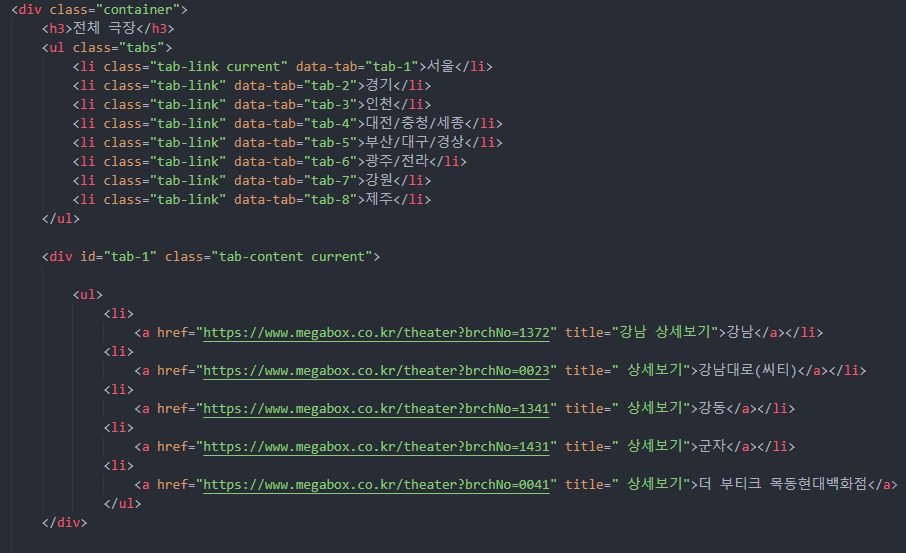 <div class="container">
<h3>전체 극장</h3>
<ul class="tabs">
<li class="tab-link current" data-tab="tab-1">서울</li>
<li class="tab-link" data-tab="tab-2">경기</li>
<li class="tab-link" data-tab="tab-3">인천</li>
<li class="tab-link" data-tab="tab-4">대전/충청/세종</li>
<li class="tab-link" data-tab="tab-5">부산/대구/경상</li>
<li class="tab-link" data-tab="tab-6">광주/전라</li>
<li class="tab-link" data-tab="tab-7">강원</li>
<li class="tab-link" data-tab="tab-8">제주</li>
</ul>
<div id="tab-1" class="tab-content current">
<ul>
<li>
<a href="https://www.megabox.co.kr/theater?brchNo=1372" title="강남 상세보기">강남</a></li>
<li>
<a href="https://www.megabox.co.kr/theater?brchNo=0023" title=" 상세보기">강남대로(씨티)</a></li>
<li>
<a href="https://www.megabox.co.kr/theater?brchNo=1341" title=" 상세보기">강동</a></li>
<li>
<a href="https://www.megabox.co.kr/theater?brchNo=1431" title=" 상세보기">군자</a></li>
<li>
<a href="https://www.megabox.co.kr/theater?brchNo=0041" title=" 상세보기">더 부티크 목동현대백화점</a>
</ul>
</div>